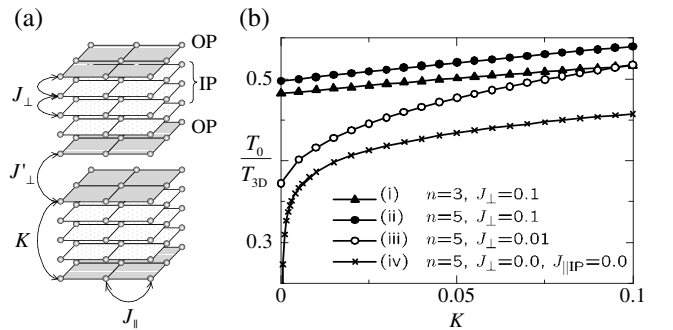 (a)
OP
IP
J⊥
OP
J'⊥
K
J∥
(b)
0.5
T0
T3D
0.3
(i) n=3, J⊥=0.1
(ii) n=5, J⊥=0.1
(iii) n=5, J⊥=0.01
(iv) n=5, J⊥=0.0, J∥IP=0.0
0 0.05 0.1
K